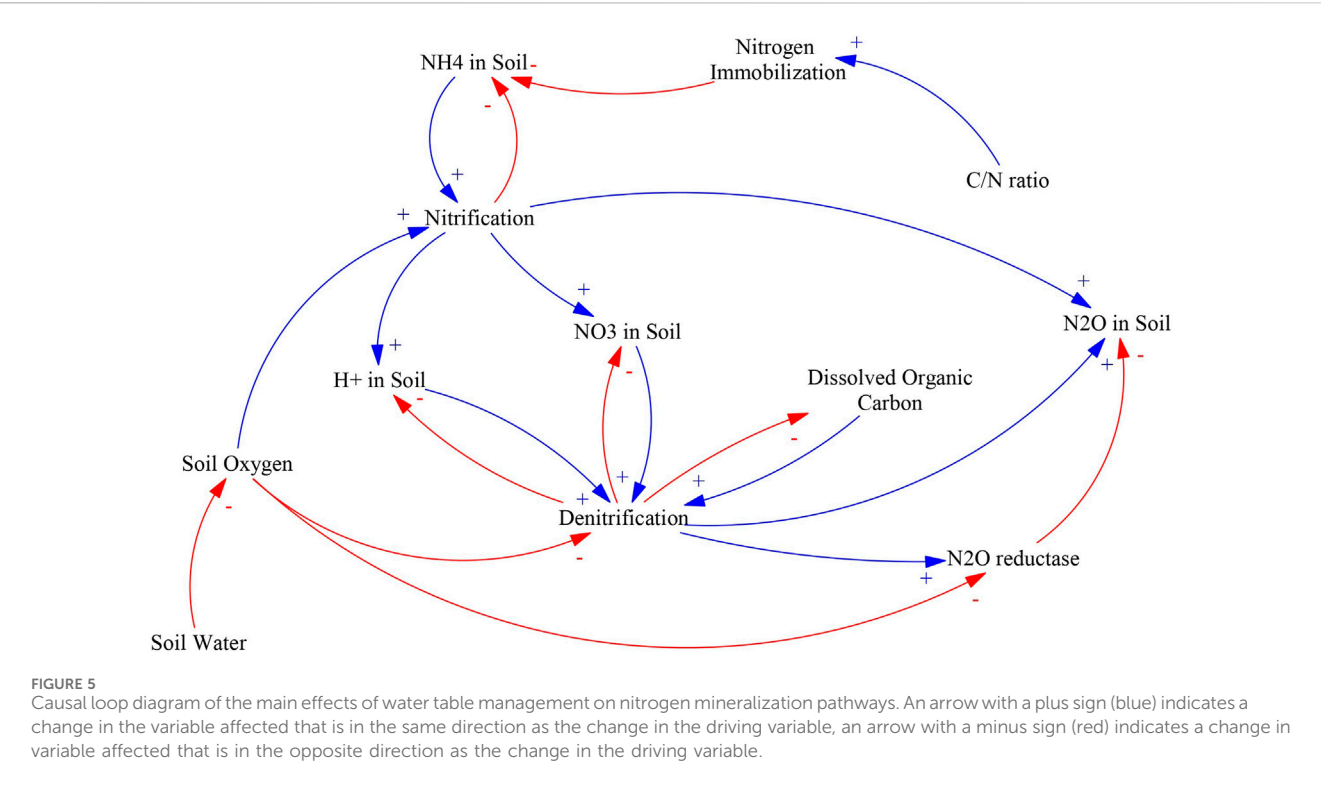 Nitrogen
Immobilization
+
NH4 in Soil
-
-
C/N ratio
+
+
Nitrification
+
+
N2O in Soil
NO3 in Soil
+
-
-
+
H+ in Soil
-
Dissolved Organic
Carbon
-
Soil Oxygen
-
+
+
+
Denitrification
-
N2O reductase
+
-
Soil Water
FIGURE 5
Causal loop diagram of the main effects of water table management on nitrogen mineralization pathways. An arrow with a plus sign (blue) indicates a
change in the variable affected that is in the same direction as the change in the driving variable, an arrow with a minus sign (red) indicates a change in
variable affected that is in the opposite direction as the change in the driving variable.